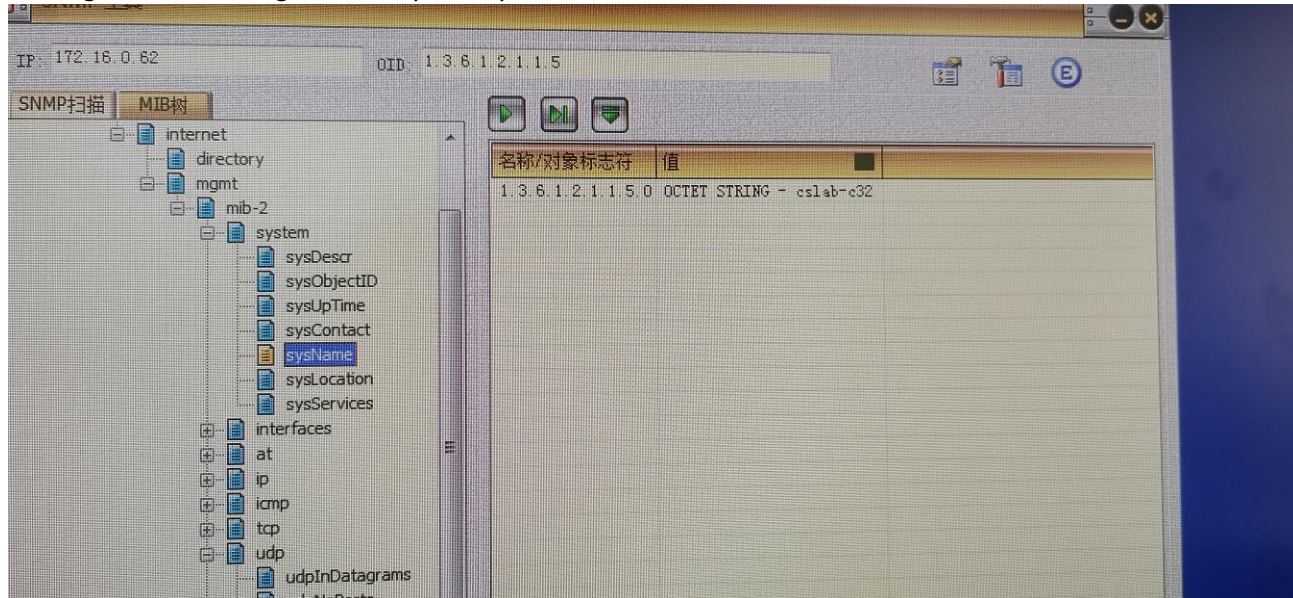 IP: 172.16.0.62
OID: 1.3.6.1.2.1.1.5
SNMP扫描
MIB树
internet
directory
mgmt
mib-2
system
sysDescr
sysObjectID
sysUpTime
sysContact
sysName
sysLocation
sysServices
interfaces
at
ip
icmp
tcp
udp
udpInDatagrams
E
名称/对象标志符 值
1.3.6.1.2.1.1.5.0 OCTET STRING - cslab-c32